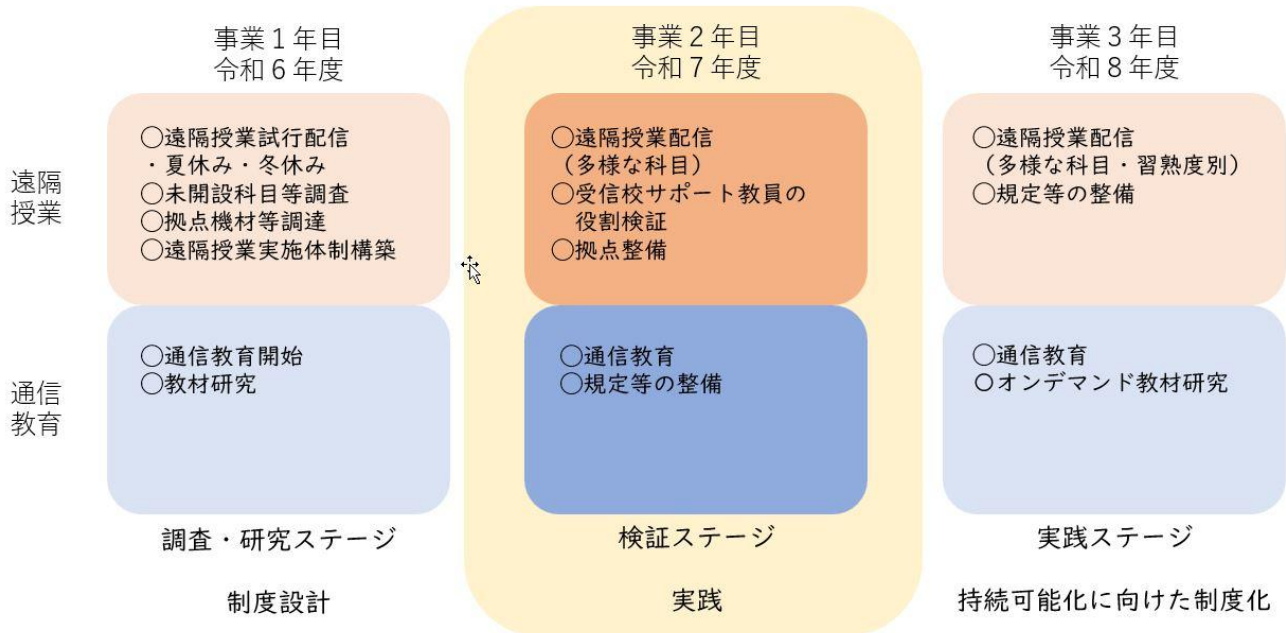 事業1年目
令和6年度
事業2年目
令和7年度
事業3年目
令和8年度
遠隔
授業
○遠隔授業試行配信
・夏休み・冬休み
○未開設科目等調査
○拠点機材等調達
○遠隔授業実施体制構築
○遠隔授業配信
（多様な科目）
○受信校サポート教員の
役割検証
○拠点整備
○遠隔授業配信
（多様な科目・習熟度別）
○規定等の整備
通信
教育
○通信教育開始
○教材研究
○通信教育
○規定等の整備
○通信教育
○オンデマンド教材研究
調査・研究ステージ
検証ステージ
実践ステージ
制度設計
実践
持続可能化に向けた制度化